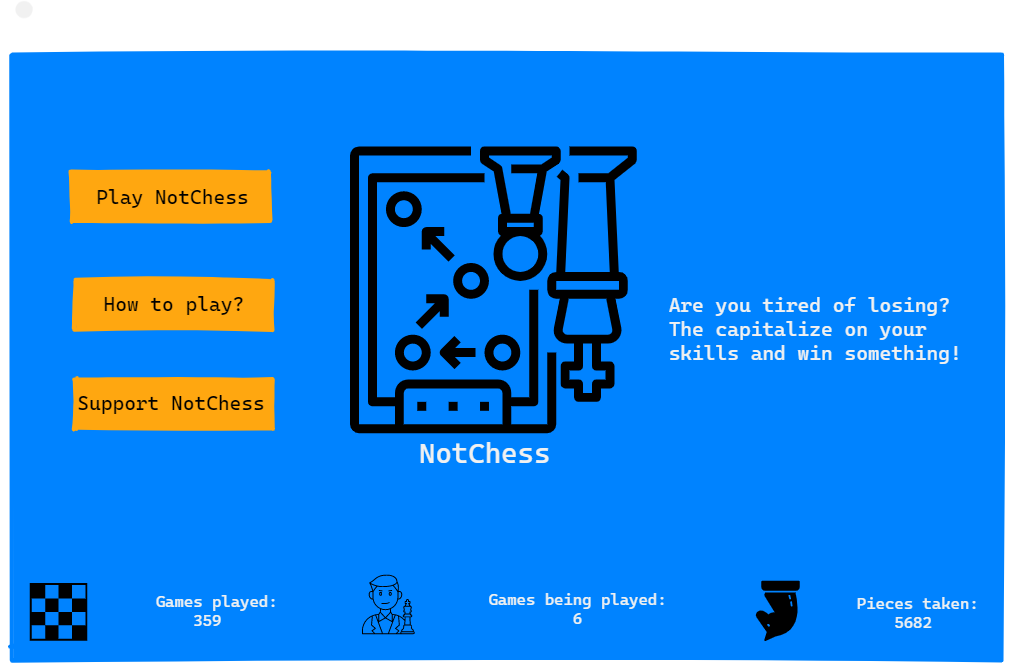 Play NotChess
How to play?
Support NotChess
NotChess
Are you tired of losing?
The capitalize on your
skills and win something!
Games played:
359
Games being played:
6
Pieces taken:
5682